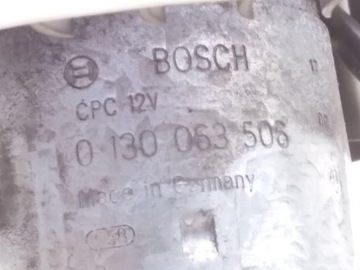 BOSCH
CPC 12V
0 130 063 506
Made in Germany